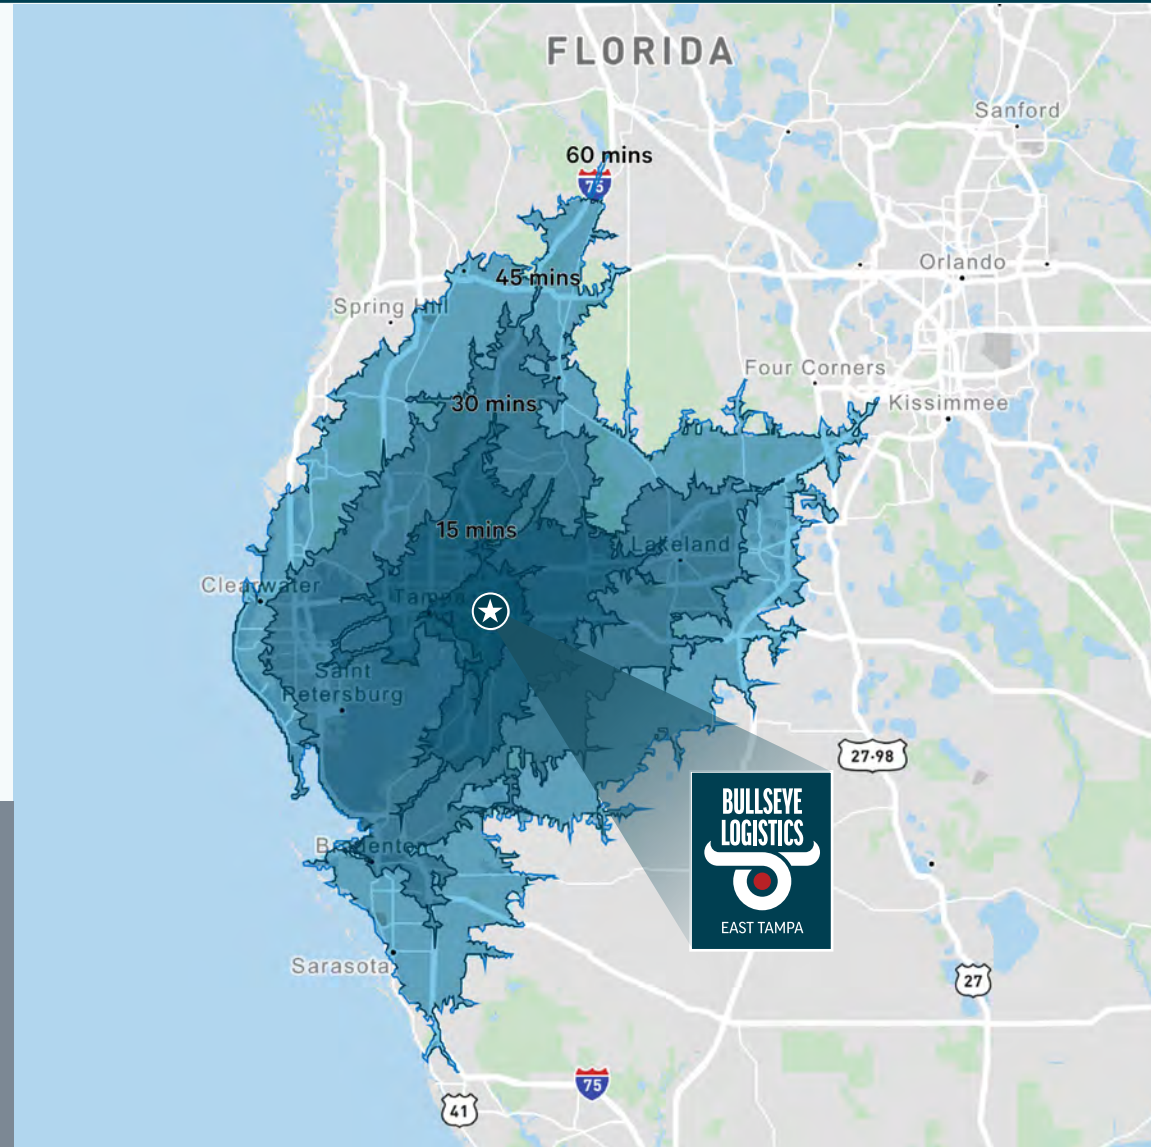 FLORIDA
Sanford
60 mins
75
Orlando
45 mins
Spring Hill
Four Corners
Kissimmee
30 mins
15 mins
Lakeland
Clearwater
Tampa
Saint
Petersburg
27-98
BULLSEYE
LOGISTICS
EAST TAMPA
Bradenton
Sarasota
27
75
41